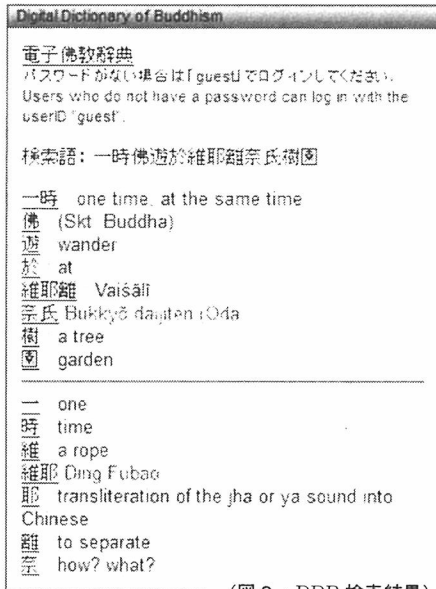 Digital Dictionary of Buddhism
電子佛教辭典
パスワードがない場合は「guest」でログインしてください.
Users who do not have a password can log in with the
userID "guest".
検索語: 一時佛遊於維耶離奈氏樹園
一時 one time, at the same time
佛 (Skt Buddha)
遊 wander
於 at
維耶離 Vaiśālī
奈氏 Bukkyō daijiten (Oda
樹 a tree
園 garden
一 one
時 time
維 a rope
維耶 Ding Fubao
耶 transliteration of the jha or ya sound into
Chinese
離 to separate
奈 how? what?
DDB 検索結果)